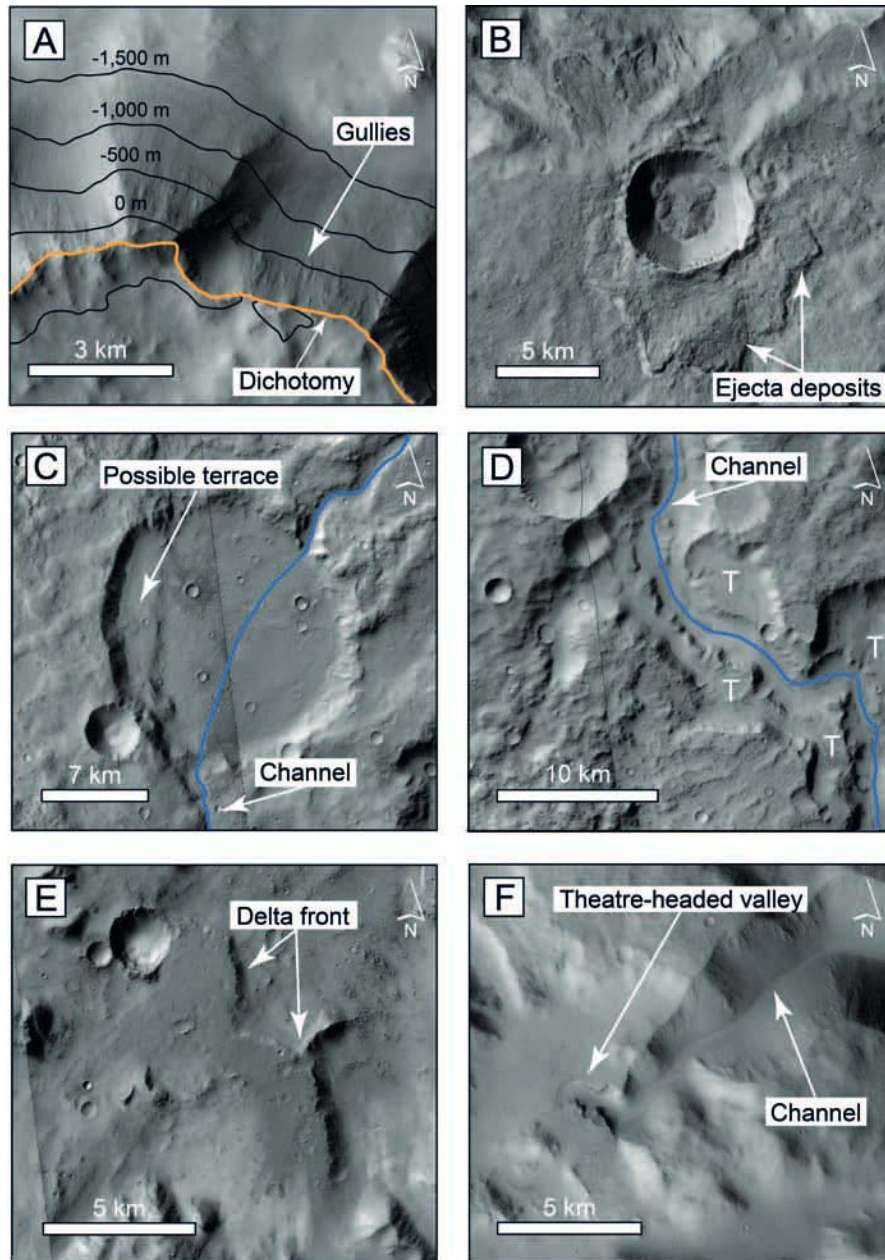 A
-1,500 m
-1,000 m
-500 m
0 m
Gullies
3 km
Dichotomy
N
B
N
5 km
Ejecta deposits
C
Possible terrace
N
7 km
Channel
D
Channel
N
T
T
T
T
10 km
E
Delta front
N
5 km
F
Theatre-headed valley
N
Channel
5 km